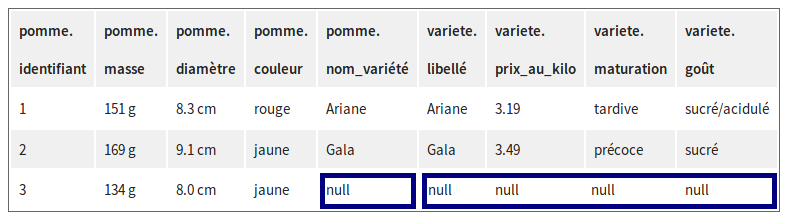 pomme. pomme. pomme. pomme. pomme. variete. variete. variete. variete.
identifiant masse diamètre couleur nom_variété libellé prix_au_kilo maturation goût
1 151 g 8.3 cm rouge Ariane Ariane 3.19 tardive sucré/acidulé
2 169 g 9.1 cm jaune Gala Gala 3.49 précoce sucré
3 134 g 8.0 cm jaune null null null null null